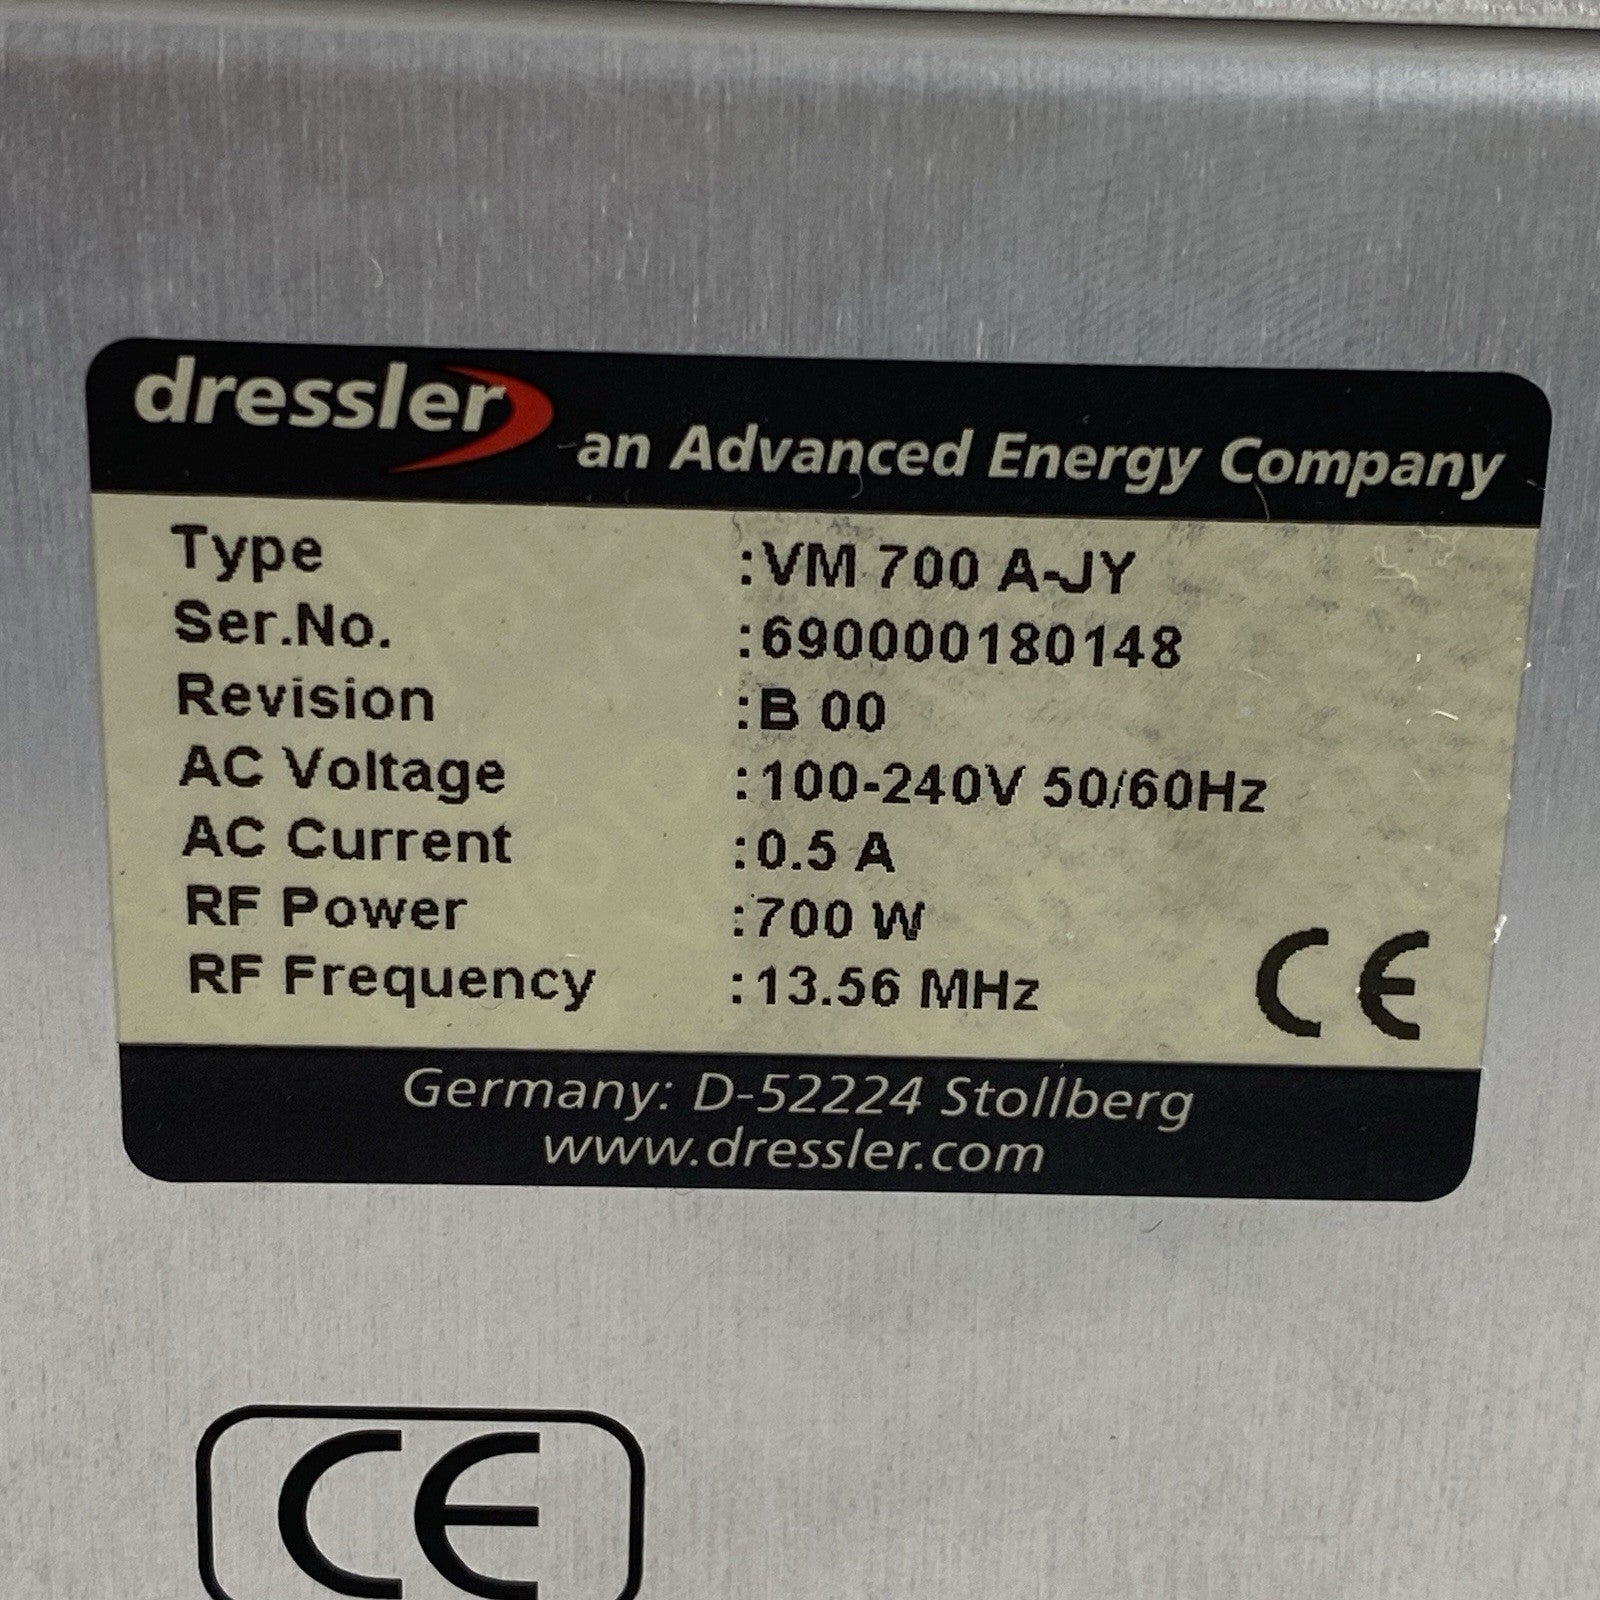 dressler
an Advanced Energy Company
Type :VM 700 A-JY
Ser.No. :690000180148
Revision :B 00
AC Voltage :100-240V 50/60Hz
AC Current :0.5 A
RF Power :700 W
RF Frequency :13.56 MHz
CE
Germany: D-52224 Stollberg
www.dressler.com
CE